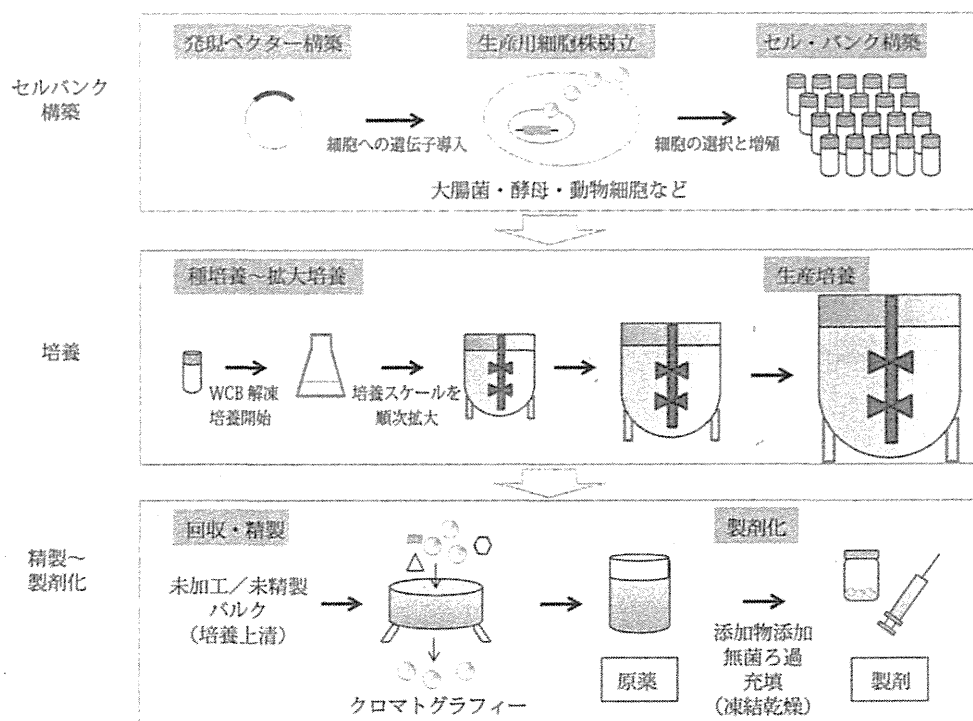 発現ベクター構築
生産用細胞株樹立
セル・バンク構築
セルバンク
構築
細胞への遺伝子導入
細胞の選択と増殖
大腸菌・酵母・動物細胞など
種培養～拡大培養
生産培養
培養
WCB 解凍
培養開始
培養スケールを
順次拡大
回収・精製
製剤化
精製～
製剤化
未加工／未精製
バルク
（培養上清）
クロマトグラフィー
原薬
添加物添加
無菌ろ過
充填
（凍結乾燥）
製剤